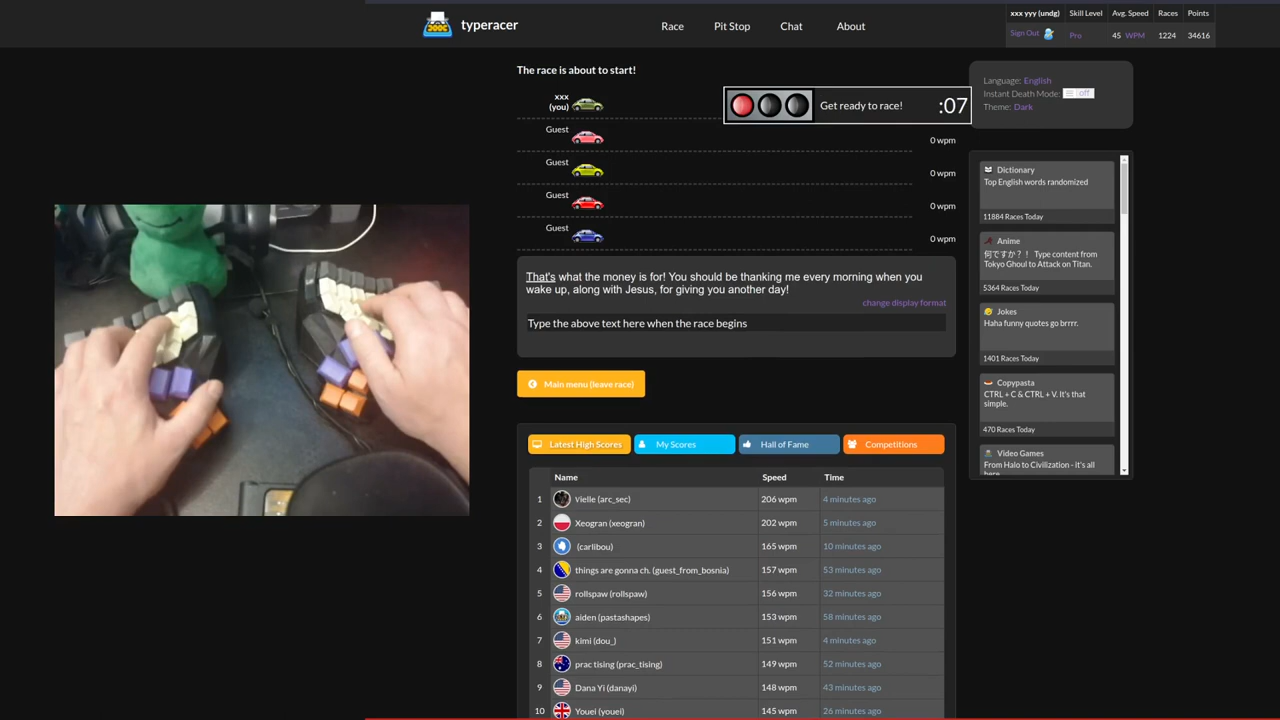 typeracer
Race
Pit Stop
Chat
About
xxx yyy (undg)
Skill Level
Avg. Speed
Races
Points
Sign Out
Pro
45 WPM
1224
34616
The race is about to start!
xxx
(you)
Get ready to race!
:07
Guest
0 wpm
Guest
0 wpm
Guest
0 wpm
Guest
0 wpm
That's what the money is for! You should be thanking me every morning when you
wake up, along with Jesus, for giving you another day!
change display format
Type the above text here when the race begins
Main menu (leave race)
Language: English
Instant Death Mode: off
Theme: Dark
Dictionary
Top English words randomized
11884 Races Today
Anime
何ですか？！ Type content from
Tokyo Ghoul to Attack on Titan.
5364 Races Today
Jokes
Haha funny quotes go brrrr.
1401 Races Today
Copypasta
CTRL + C & CTRL + V. It's that
simple.
470 Races Today
Video Games
From Halo to Civilization - it's all
here
Latest High Scores
My Scores
Hall of Fame
Competitions
Name Speed Time
1 Vielle (arc_sec) 206 wpm 4 minutes ago
2 Xeogran (xeogran) 202 wpm 5 minutes ago
3 (carlibou) 165 wpm 10 minutes ago
4 things are gonna ch. (guest_from_bosnia) 157 wpm 53 minutes ago
5 rollspaw (rollspaw) 156 wpm 32 minutes ago
6 aiden (pastashapes) 153 wpm 58 minutes ago
7 kimi (dou_) 151 wpm 4 minutes ago
8 prac tising (prac_tising) 149 wpm 52 minutes ago
9 Dana Yi (danayi) 148 wpm 43 minutes ago
10 Youei (youei) 145 wpm 26 minutes ago